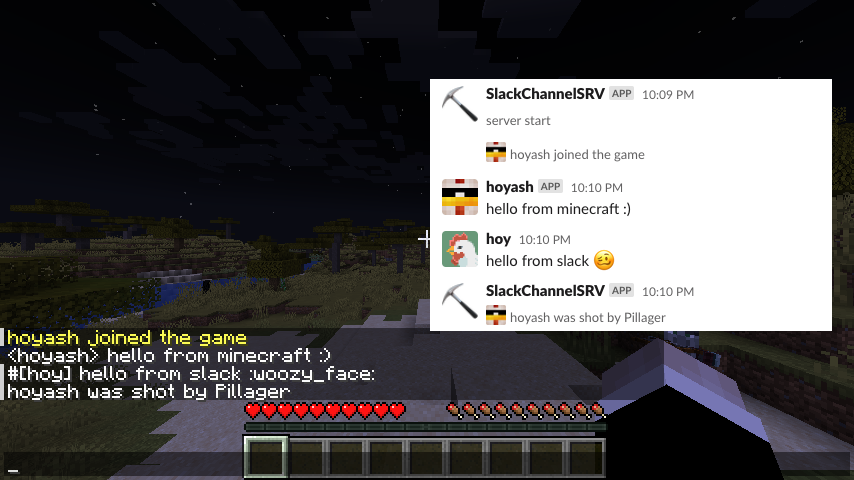 SlackChannelSRV APP 10:09 PM
server start
hoyash joined the game
hoyash APP 10:10 PM
hello from minecraft :)
hoy 10:10 PM
hello from slack 🥴
SlackChannelSRV APP 10:10 PM
hoyash was shot by Pillager
hoyash joined the game
<hoyash> hello from minecraft :)
#[hoy] hello from slack :woozy_face:
hoyash was shot by Pillager
_